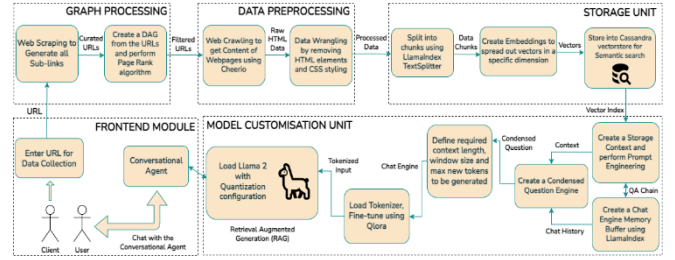 GRAPH PROCESSING
Web Scraping to
Generate all
Sub-links
Curated
URLs
Create a DAG
from the URLs
and perform
Page Rank
algorithm
Filtered
URLs
DATA PREPROCESSING
Web Crawling to
get Content of
Webpages using
Cheerio
Raw
HTML
Data
Data Wrangling
by removing
HTML elements
and CSS styling
Processed
Data
STORAGE UNIT
Split into
chunks using
LlamaIndex
TextSplitter
Data
Chunks
Create Embeddings to
spread out vectors in a
specific dimension
Vectors
Store into Cassandra
vectorstore for
Semantic search
URL
Vector Index
FRONTEND MODULE
Enter URL for
Data Collection
Conversational
Agent
Client
User
Chat with the
Conversational Agent
MODEL CUSTOMISATION UNIT
Load Llama 2
with
Quantization
configuration
Retrieval Augmented
Generation (RAG)
Tokenized
Input
Load Tokenizer,
Fine-tune using
Qlora
Chat Engine
Define required
context length,
window size and
max new tokens
to be generated
Condensed
Question
Create a Condensed
Question Engine
Context
Create a Storage
Context and
perform Prompt
Engineering
QA Chain
Chat History
Create a Chat
Engine Memory
Buffer using
LlamaIndex